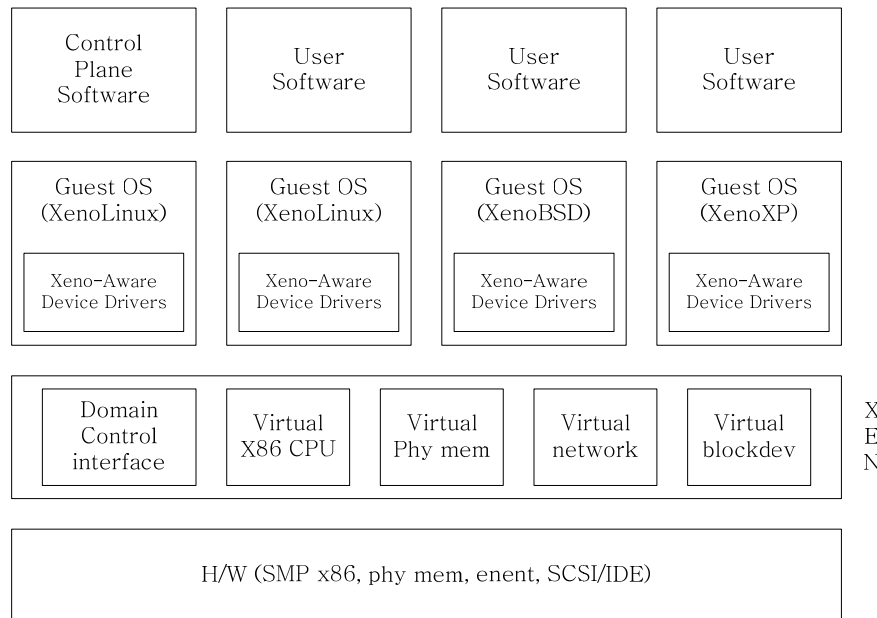 Control
Plane
Software
User
Software
User
Software
User
Software
Guest OS
(XenoLinux)
Guest OS
(XenoLinux)
Guest OS
(XenoBSD)
Guest OS
(XenoXP)
Xeno-Aware
Device Drivers
Xeno-Aware
Device Drivers
Xeno-Aware
Device Drivers
Xeno-Aware
Device Drivers
Domain
Control
interface
Virtual
X86 CPU
Virtual
Phy mem
Virtual
network
Virtual
blockdev
X
E
N
H/W (SMP x86, phy mem, enent, SCSI/IDE)